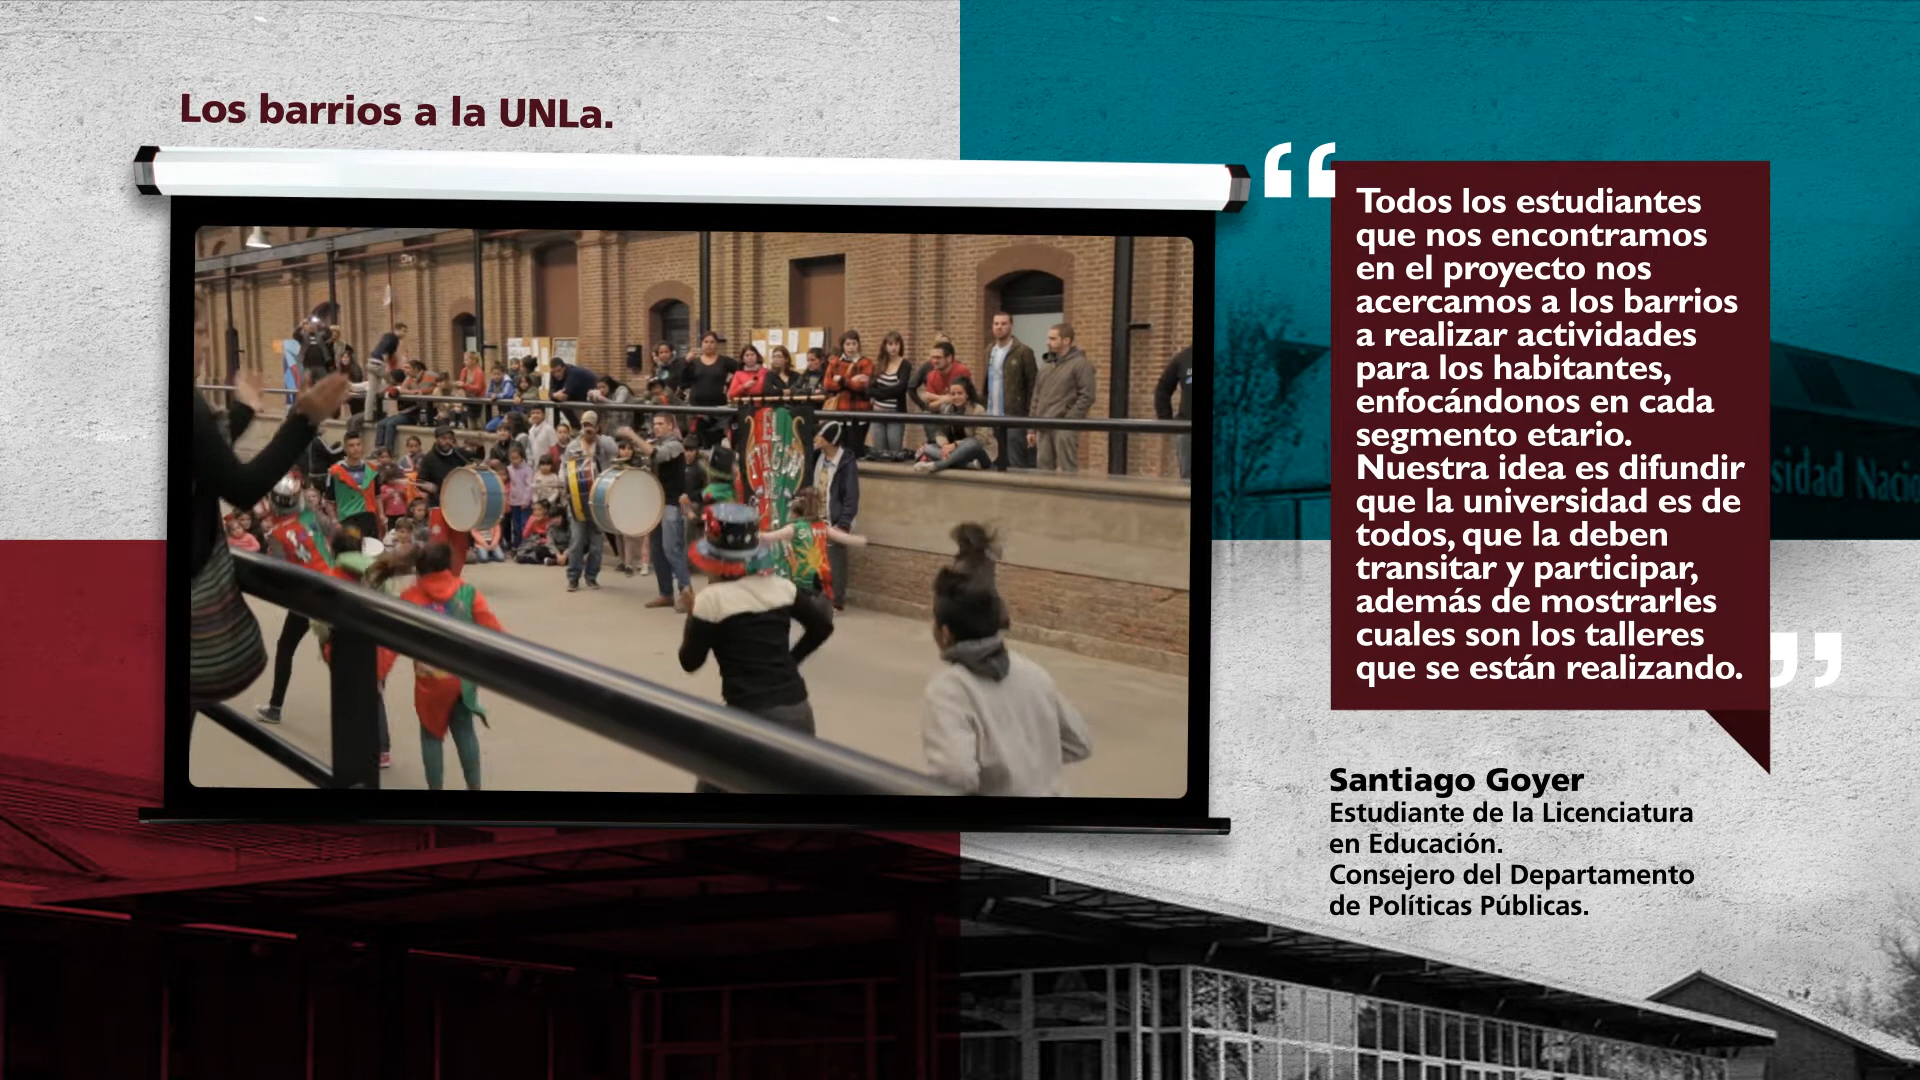 Los barrios a la UNLa.
“
Todos los estudiantes
que nos encontramos
en el proyecto nos
acercamos a los barrios
a realizar actividades
para los habitantes,
enfocándonos en cada
segmento etario.
Nuestra idea es difundir
que la universidad es de
todos, que la deben
transitar y participar,
además de mostrarles
cuales son los talleres
que se están realizando.
”
Santiago Goyer
Estudiante de la Licenciatura
en Educación.
Consejero del Departamento
de Políticas Públicas.
sidad Nacio